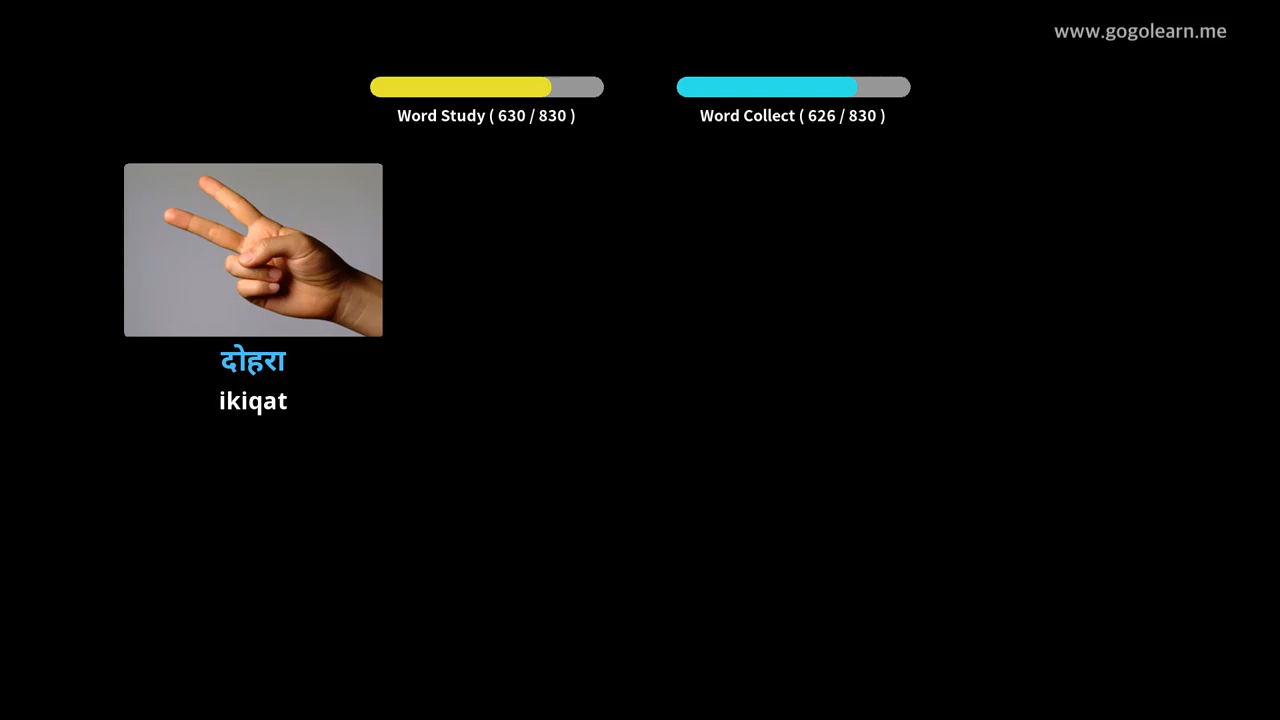 www.gogolearn.me
Word Study ( 630 / 830 )
Word Collect ( 626 / 830 )
दोहरा
ikiqat